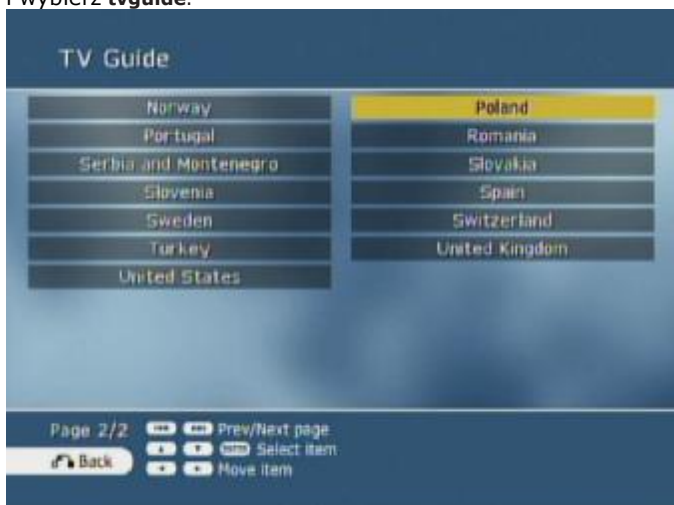 i wybierz tvguide.
TV Guide
Norway Poland
Portugal Romania
Serbia and Montenegro Slovakia
Slovenia Spain
Sweden Switzerland
Turkey United Kingdom
United States
Page 2/2 Prev/Next page
Select item
Back
Move item